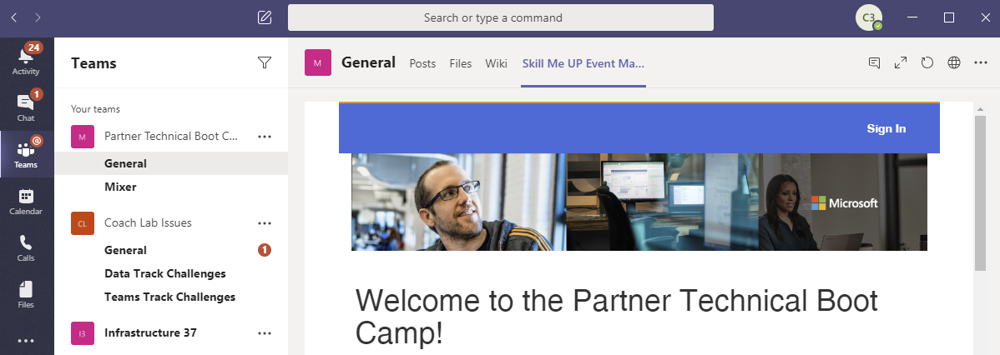 Search or type a command
C3
24
Activity
1
Chat
@
Teams
Calendar
Calls
Files
Teams
Your teams
M
Partner Technical Boot C...
General
Mixer
CL
Coach Lab Issues
General
1
Data Track Challenges
Teams Track Challenges
I3
Infrastructure 37
M
General
Posts
Files
Wiki
Skill Me UP Event Ma...
Sign In
Microsoft
Welcome to the Partner Technical Boot
Camp!